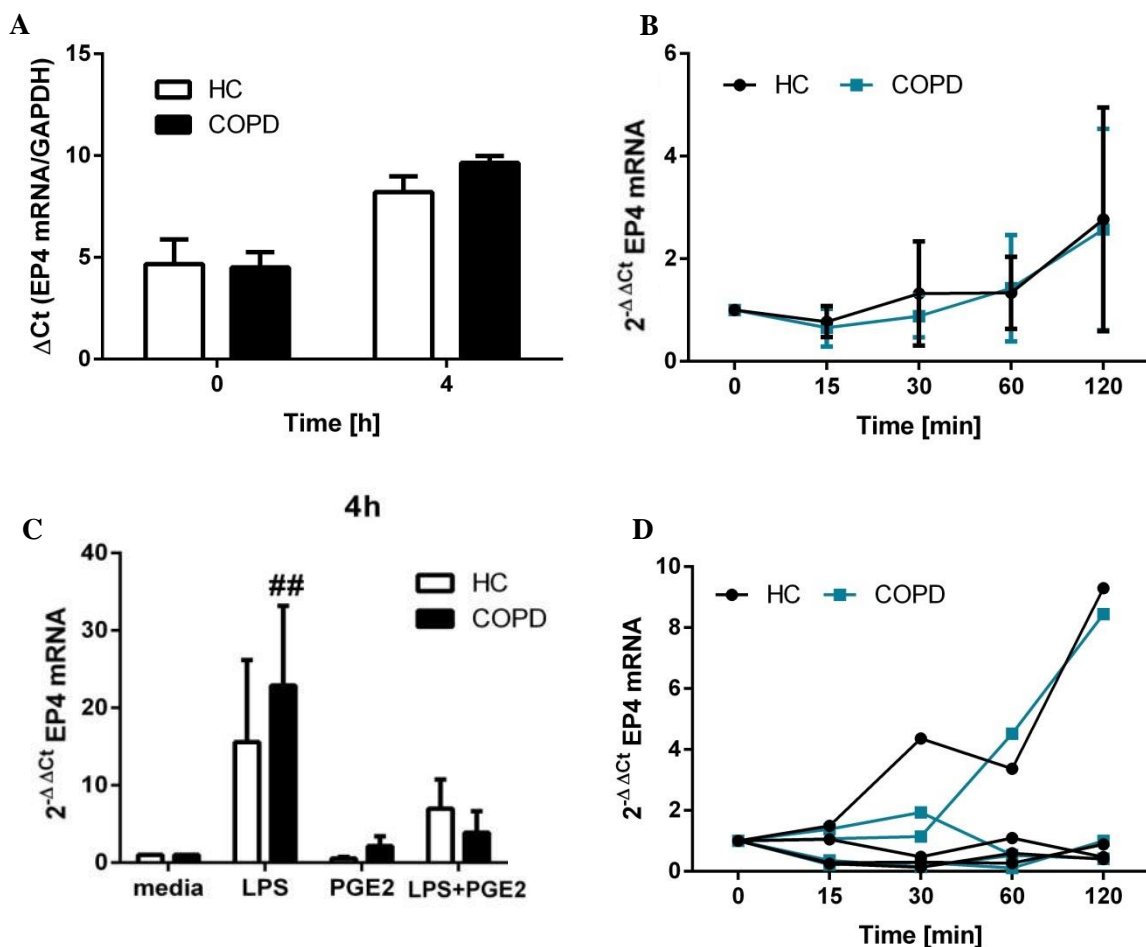 A
ΔCt (EP4 mRNA/GAPDH)
15
10
5
0
HC
COPD
0
4
Time [h]
B
2-Δ ΔCt EP4 mRNA
6
4
2
0
HC
COPD
0
15
30
60
120
Time [min]
C
4h
2-Δ ΔCt EP4 mRNA
40
30
20
10
0
##
HC
COPD
media
LPS
PGE2
LPS+PGE2
D
2-Δ ΔCt EP4 mRNA
10
8
6
4
2
0
HC
COPD
0
15
30
60
120
Time [min]